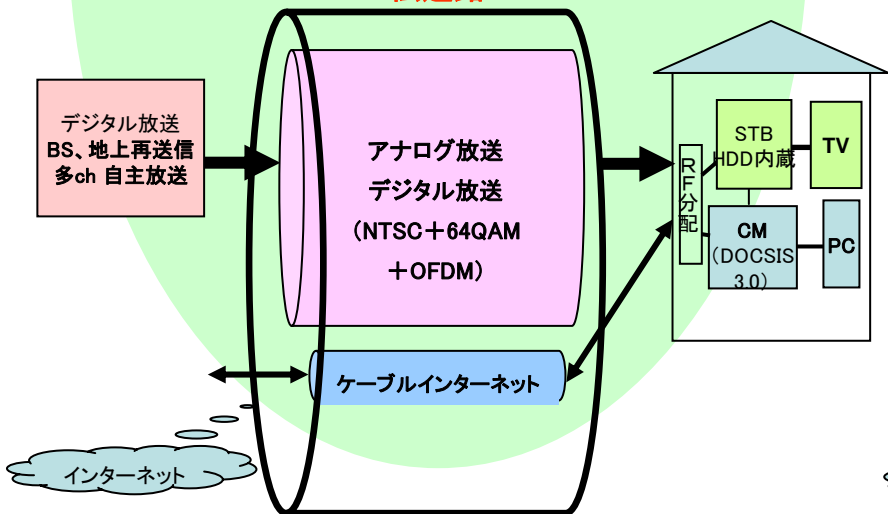 デジタル放送
BS、地上再送信
多ch 自主放送
アナログ放送
デジタル放送
（NTSC＋64QAM
＋OFDM）
ケーブルインターネット
インターネット
RF分配
STB
HDD内蔵
TV
CM
（DOCSIS
3.0）
PC